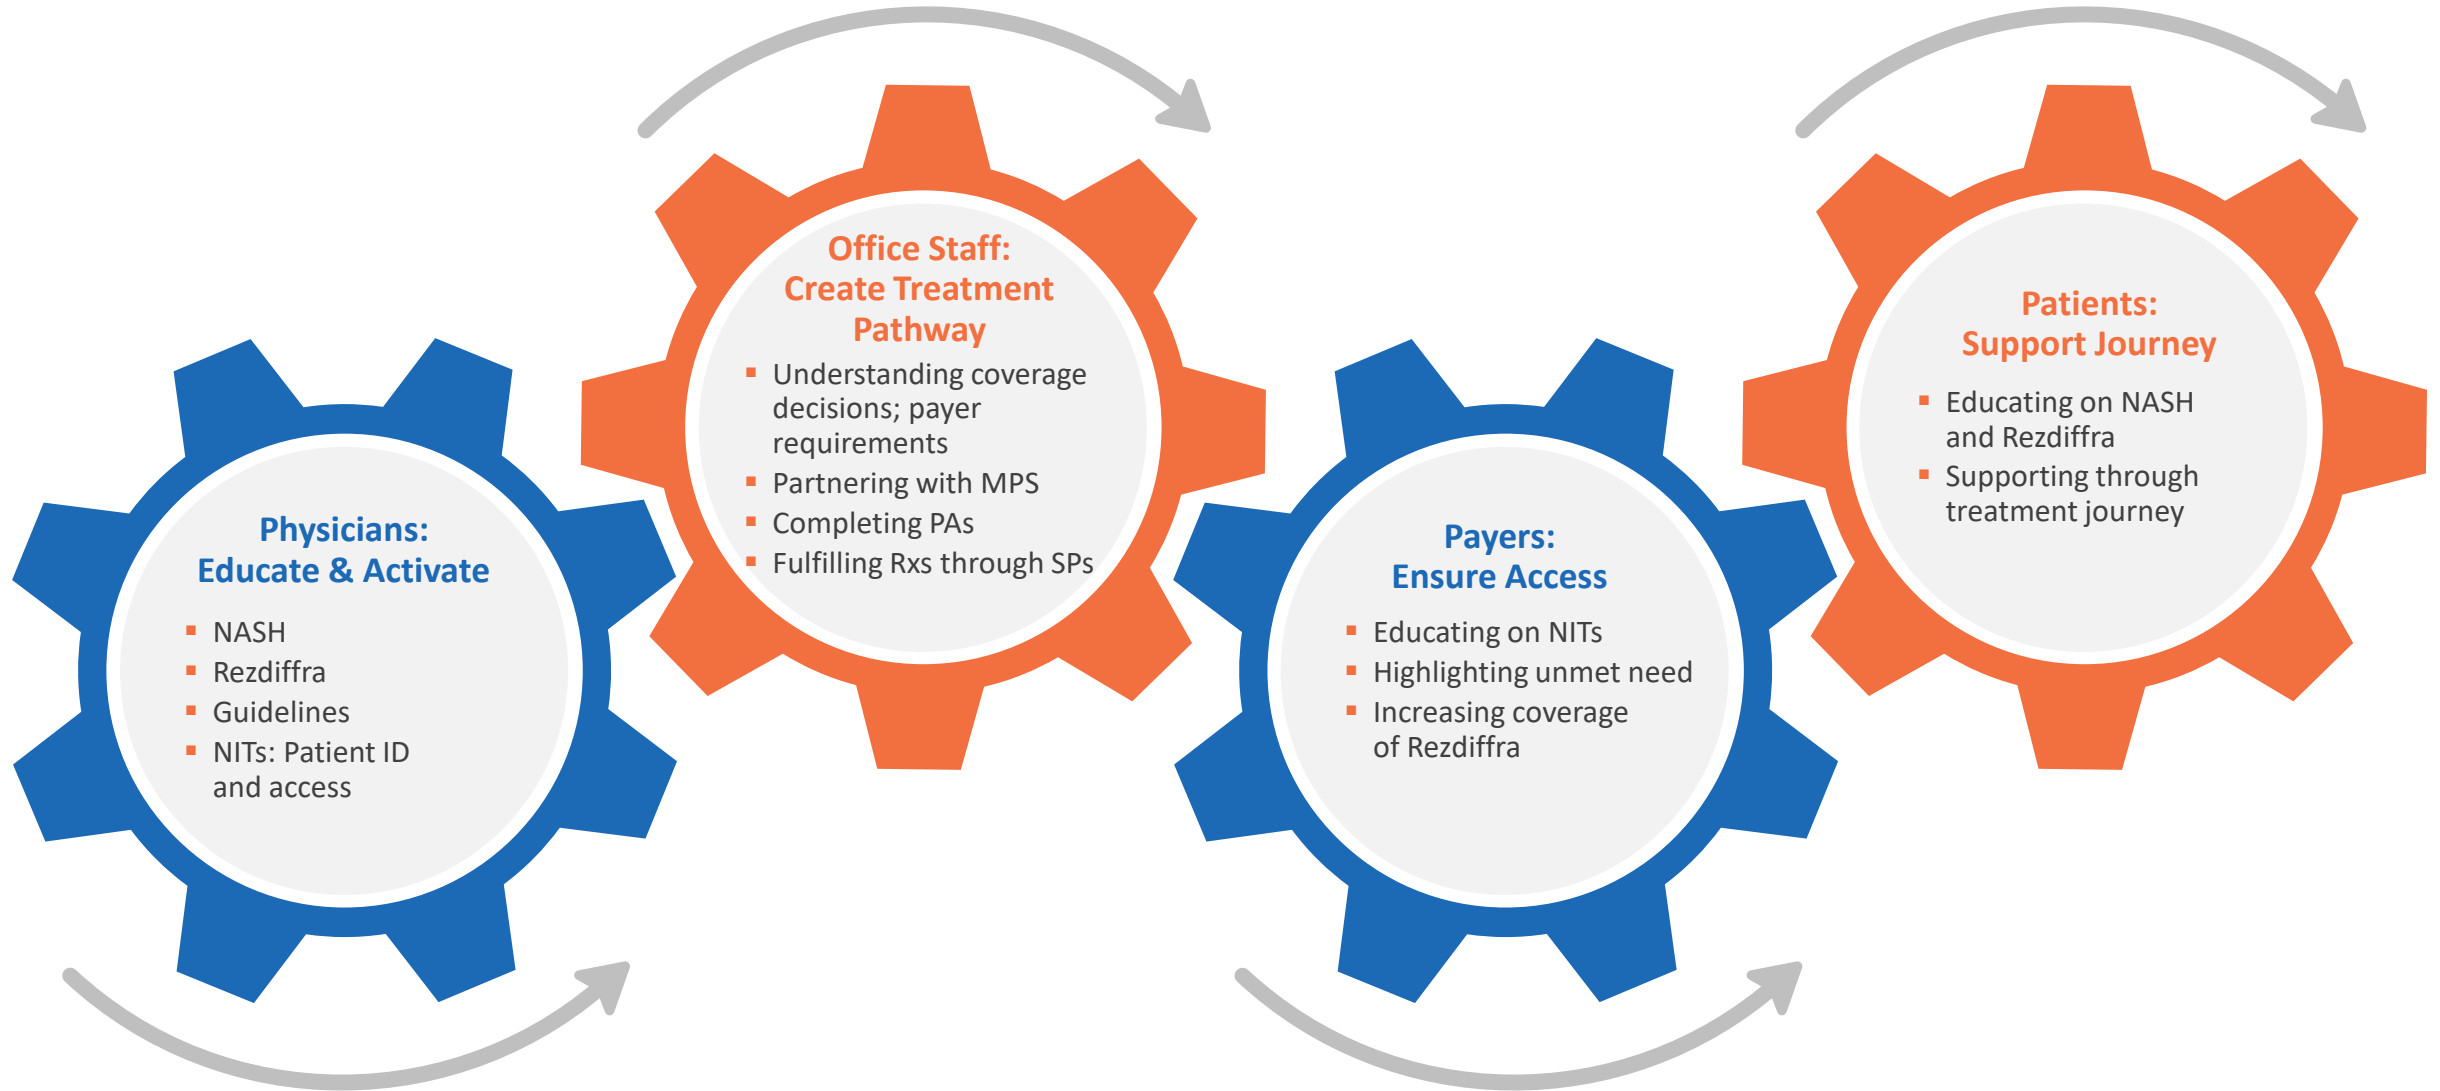 Physicians:
Educate & Activate
▪ NASH
▪ Rezdiffra
▪ Guidelines
▪ NITs: Patient ID
and access
Office Staff:
Create Treatment
Pathway
▪ Understanding coverage
decisions; payer
requirements
▪ Partnering with MPS
▪ Completing PAs
▪ Fulfilling Rxs through SPs
Payers:
Ensure Access
▪ Educating on NITs
▪ Highlighting unmet need
▪ Increasing coverage
of Rezdiffra
Patients:
Support Journey
▪ Educating on NASH
and Rezdiffra
▪ Supporting through
treatment journey